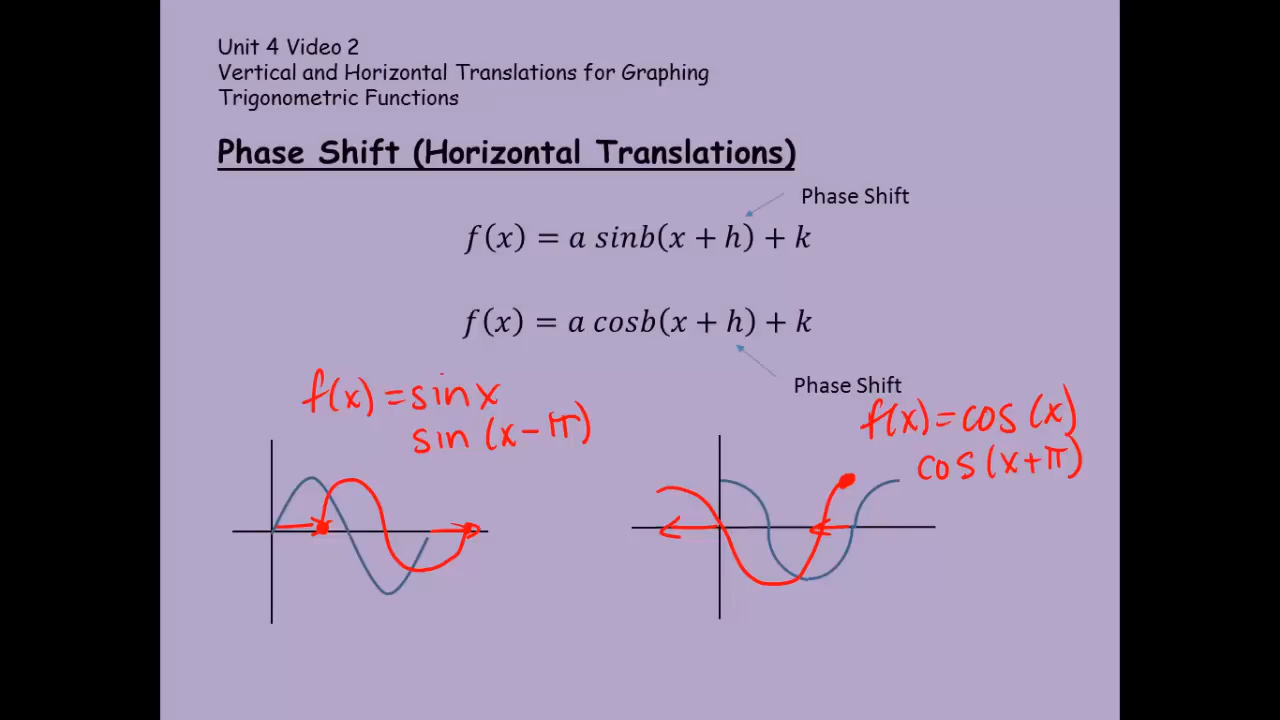 Unit 4 Video 2
Vertical and Horizontal Translations for Graphing
Trigonometric Functions
Phase Shift (Horizontal Translations)
Phase Shift
f(x) = a sinb(x + h) + k
f(x) = a cosb(x + h) + k
Phase Shift
f(x) = sin x
sin (x - π)
f(x) = cos (x)
cos (x + π)